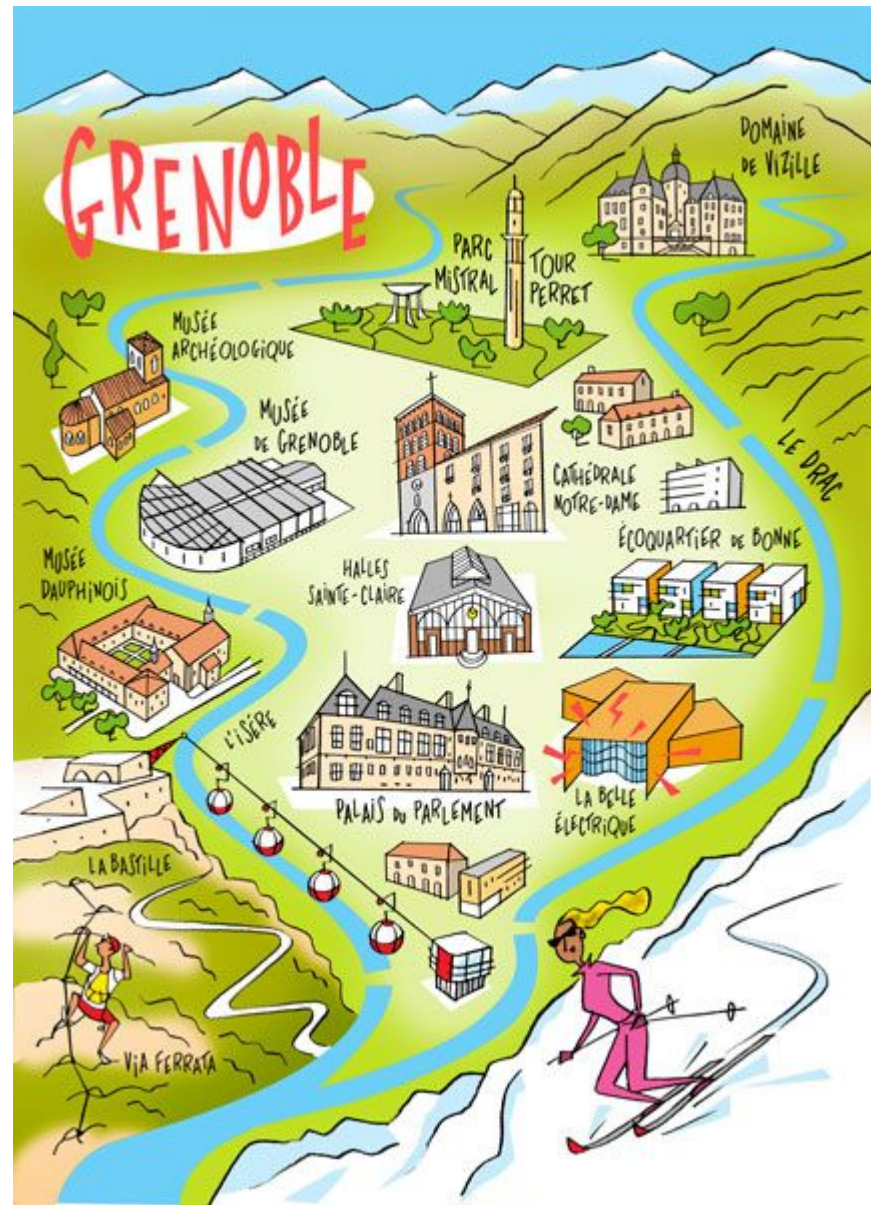 GRENOBLE
DOMAINE
DE VIZILLE
PARC
MISTRAL
TOUR
PERRET
MUSÉE
ARCHÉOLOGIQUE
MUSÉE
DE GRENOBLE
LE DRAC
CATHÉDRALE
NOTRE-DAME
ÉCOQUARTIER DE BONNE
MUSÉE
DAUPHINOIS
HALLES
SAINTE-CLAIRE
L'ISÈRE
PALAIS DU PARLEMENT
LA BELLE
ÉLECTRIQUE
LA BASTILLE
VIA FERRATA